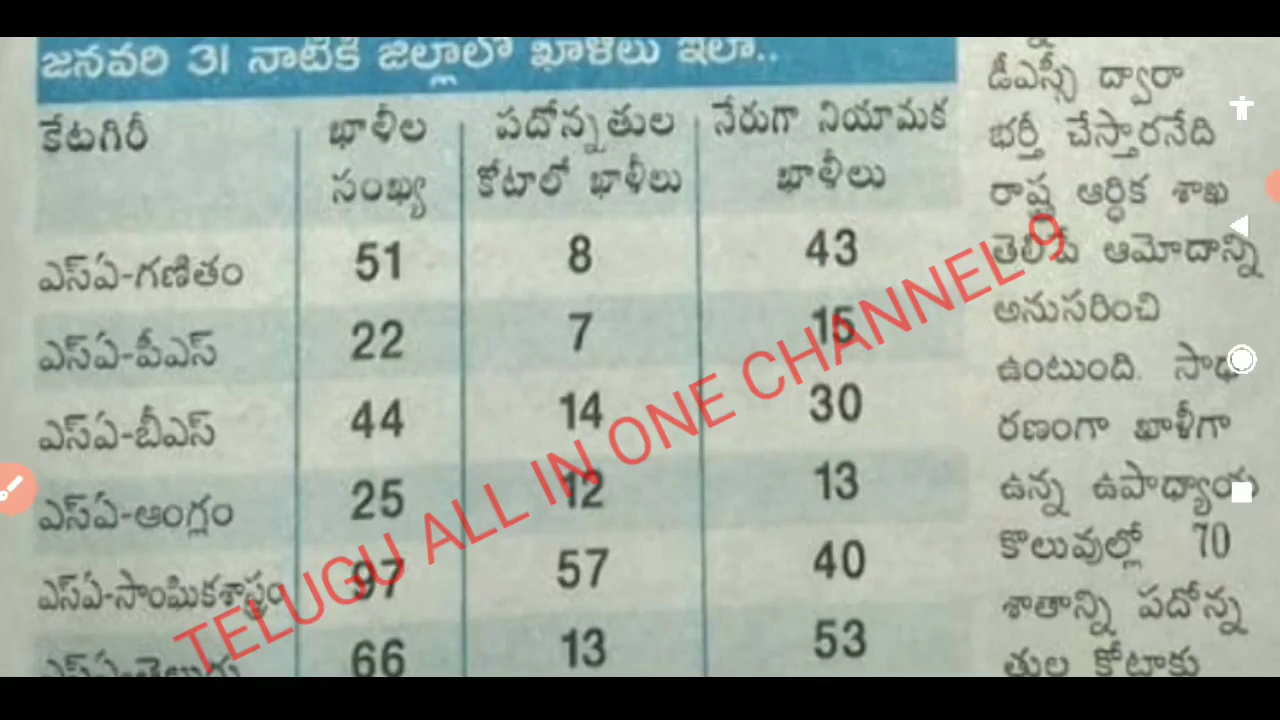 జనవరి 31 నాటికి జిల్లాలో ఖాళీలు ఇలా..
కేటగిరీ ఖాళీల సంఖ్య పదోన్నతుల కోటాలో ఖాళీలు నేరుగా నియామక ఖాళీలు
ఎస్ఏ-గణితం 51 8 43
ఎస్ఏ-పీఎస్ 22 7 15
ఎస్ఏ-బీఎస్ 44 14 30
ఎస్ఏ-ఆంగ్లం 25 12 13
ఎస్ఏ-సాంఘికశాస్త్రం 97 57 40
ఎస్ఏ-తెలుగు 66 13 53
డీఎస్సీ ద్వారా
భర్తీ చేస్తారనేది
రాష్ట్ర ఆర్థిక శాఖ
తెలిపే ఆమోదాన్ని
అనుసరించి
ఉంటుంది. సాధా
రణంగా ఖాళీగా
ఉన్న ఉపాధ్యాయ
కొలువుల్లో 70
శాతాన్ని పదోన్న
తుల కోటాకు
TELUGU ALL IN ONE CHANNEL 9